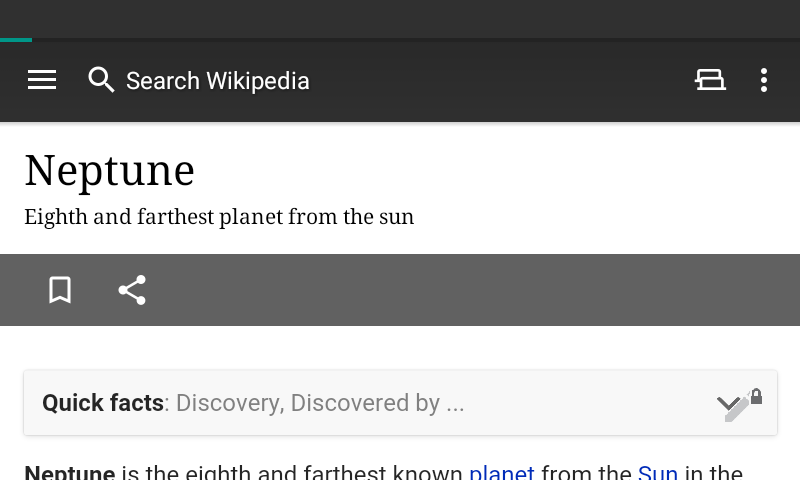 Search Wikipedia
Neptune
Eighth and farthest planet from the sun
Quick facts: Discovery, Discovered by ...
Neptune is the eighth and farthest known planet from the Sun in the